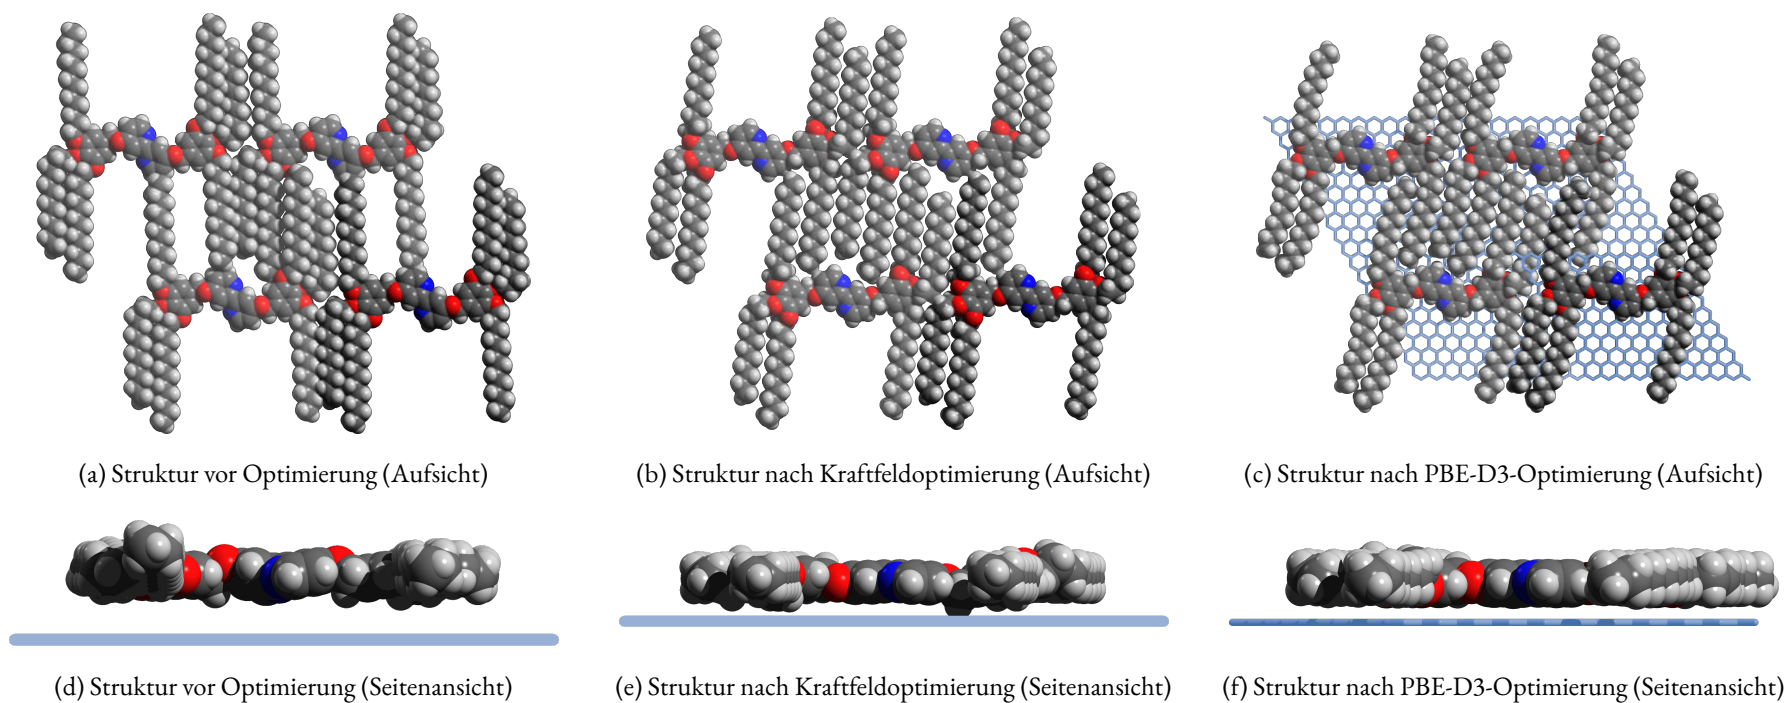 (a) Struktur vor Optimierung (Aufsicht)
(b) Struktur nach Kraftfeldoptimierung (Aufsicht)
(c) Struktur nach PBE-D3-Optimierung (Aufsicht)
(d) Struktur vor Optimierung (Seitenansicht)
(e) Struktur nach Kraftfeldoptimierung (Seitenansicht)
(f) Struktur nach PBE-D3-Optimierung (Seitenansicht)